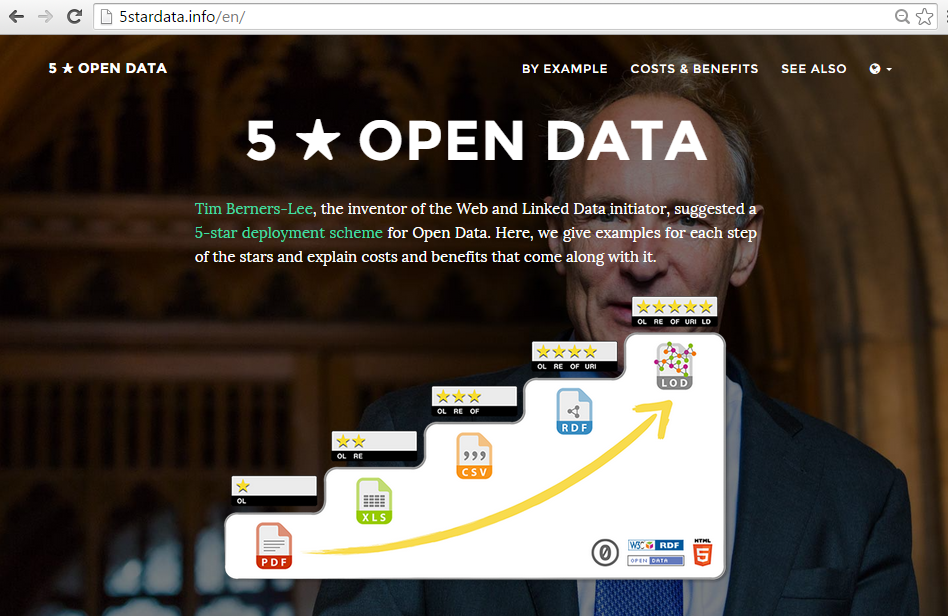 5stardata.info/en/
5 ★ OPEN DATA
BY EXAMPLE
COSTS & BENEFITS
SEE ALSO
5 ★ OPEN DATA
Tim Berners-Lee, the inventor of the Web and Linked Data initiator, suggested a
5-star deployment scheme for Open Data. Here, we give examples for each step
of the stars and explain costs and benefits that come along with it.
OL RE OF URI LD
LOD
OL RE OF URI
RDF
OL RE OF
CSV
OL RE
XLS
OL
PDF
0
W3C RDF
OPEN DATA
HTML
5